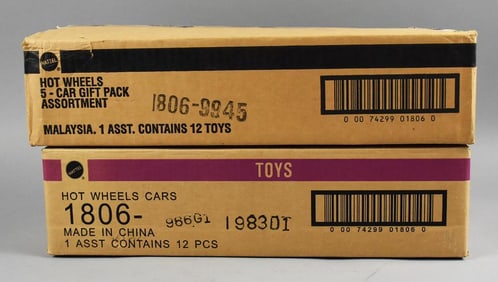 MATTEL
HOT WHEELS
5 - CAR GIFT PACK
ASSORTMENT
1806-9945
MALAYSIA. 1 ASST. CONTAINS 12 TOYS
0 00 74299 01806 0
TOYS
HOT WHEELS CARS
1806- 966G1 19830I
MADE IN CHINA
1 ASST CONTAINS 12 PCS
0 00 74299 01806 0